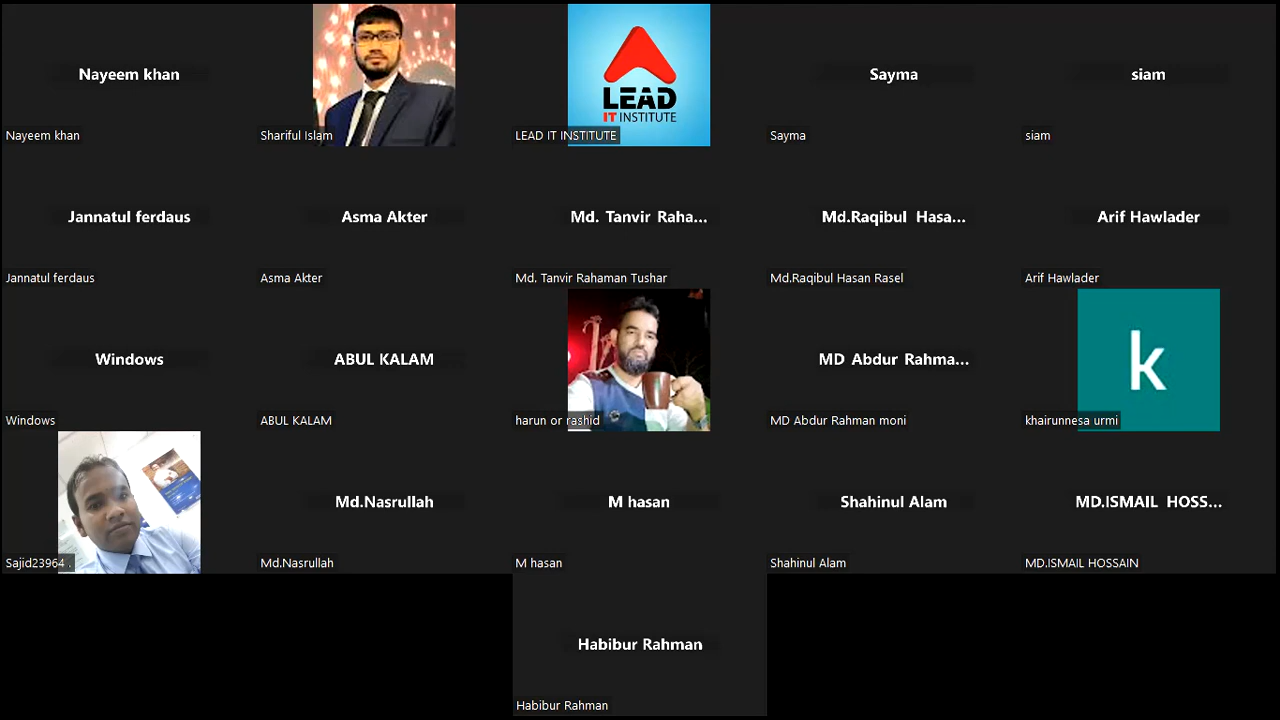 Nayeem khan
Nayeem khan
Shariful Islam
LEAD
IT INSTITUTE
LEAD IT INSTITUTE
Sayma
Sayma
siam
siam
Jannatul ferdaus
Jannatul ferdaus
Asma Akter
Asma Akter
Md. Tanvir Raha...
Md. Tanvir Rahaman Tushar
Md.Raqibul Hasa...
Md.Raqibul Hasan Rasel
Arif Hawlader
Arif Hawlader
Windows
Windows
ABUL KALAM
ABUL KALAM
harun or rashid
MD Abdur Rahma...
MD Abdur Rahman moni
k
khairunnesa urmi
Sajid23964 .
Md.Nasrullah
Md.Nasrullah
M hasan
M hasan
Shahinul Alam
Shahinul Alam
MD.ISMAIL HOSS...
MD.ISMAIL HOSSAIN
Habibur Rahman
Habibur Rahman